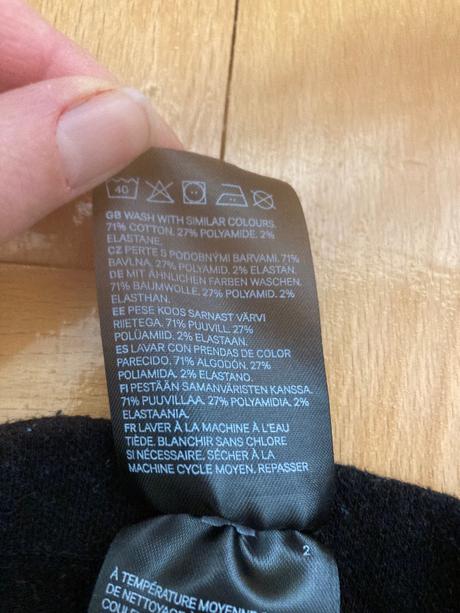 40
GB WASH WITH SIMILAR COLOURS.
71% COTTON, 27% POLYAMIDE, 2%
ELASTANE.
CZ PERTE S PODOBNÝMI BARVAMI. 71%
BAVLNA, 27% POLYAMID, 2% ELASTAN.
DE MIT ÄHNLICHEN FARBEN WASCHEN.
71% BAUMWOLLE, 27% POLYAMID, 2%
ELASTHAN.
EE PESE KOOS SARNAST VÄRVI
RIIETEGA. 71% PUUVILL, 27%
POLÜAMIID, 2% ELASTAAN.
ES LAVAR CON PRENDAS DE COLOR
PARECIDO. 71% ALGODÓN, 27%
POLIAMIDA, 2% ELASTANO.
FI PESTÄÄN SAMANVÄRISTEN KANSSA.
71% PUUVILLAA, 27% POLYAMIDIA, 2%
ELASTAANIA.
FR LAVER À LA MACHINE À L'EAU
TIÈDE. BLANCHIR SANS CHLORE
SI NÉCESSAIRE. SÉCHER À LA
MACHINE CYCLE MOYEN. REPASSER
2
À TEMPÉRATURE MOYENNE
DE NETTOYAGE